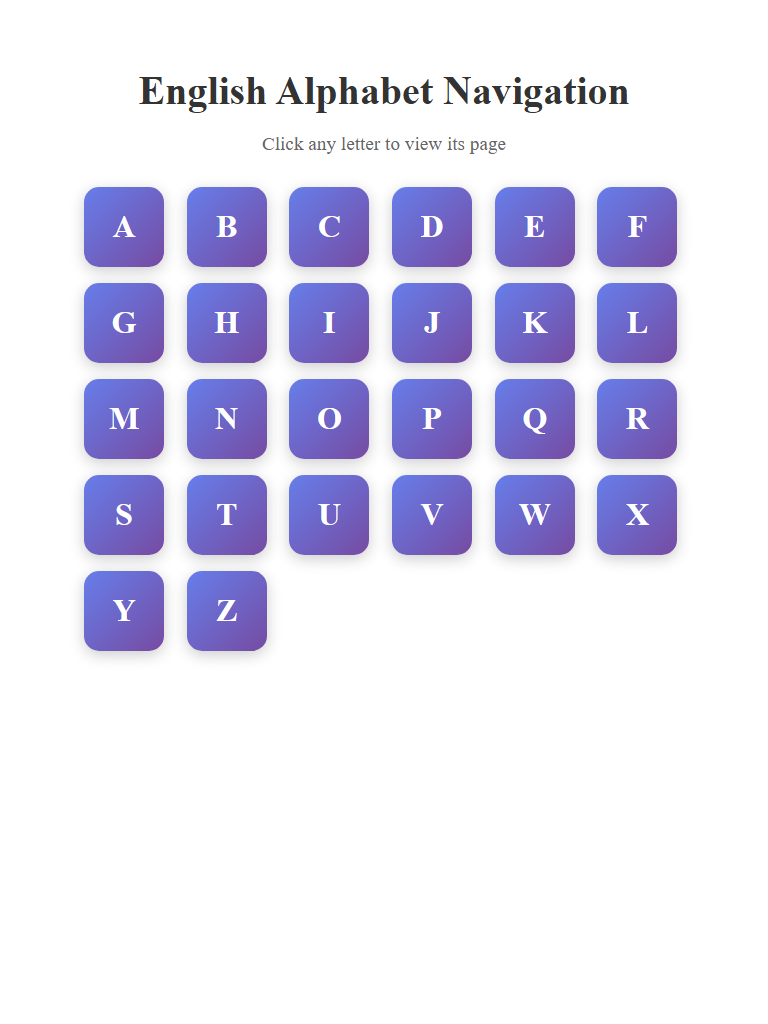 English Alphabet Navigation
Click any letter to view its page
A B C D E F
G H I J K L
M N O P Q R
S T U V W X
Y Z